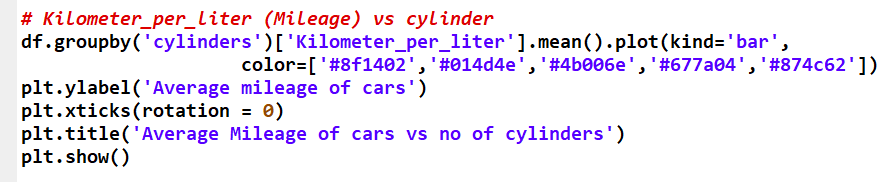 # Kilometer_per_liter (Mileage) vs cylinder
df.groupby('cylinders')['Kilometer_per_liter'].mean().plot(kind='bar',
color=['#8f1402','#014d4e','#4b006e','#677a04','#874c62'])
plt.ylabel('Average mileage of cars')
plt.xticks(rotation = 0)
plt.title('Average Mileage of cars vs no of cylinders')
plt.show()